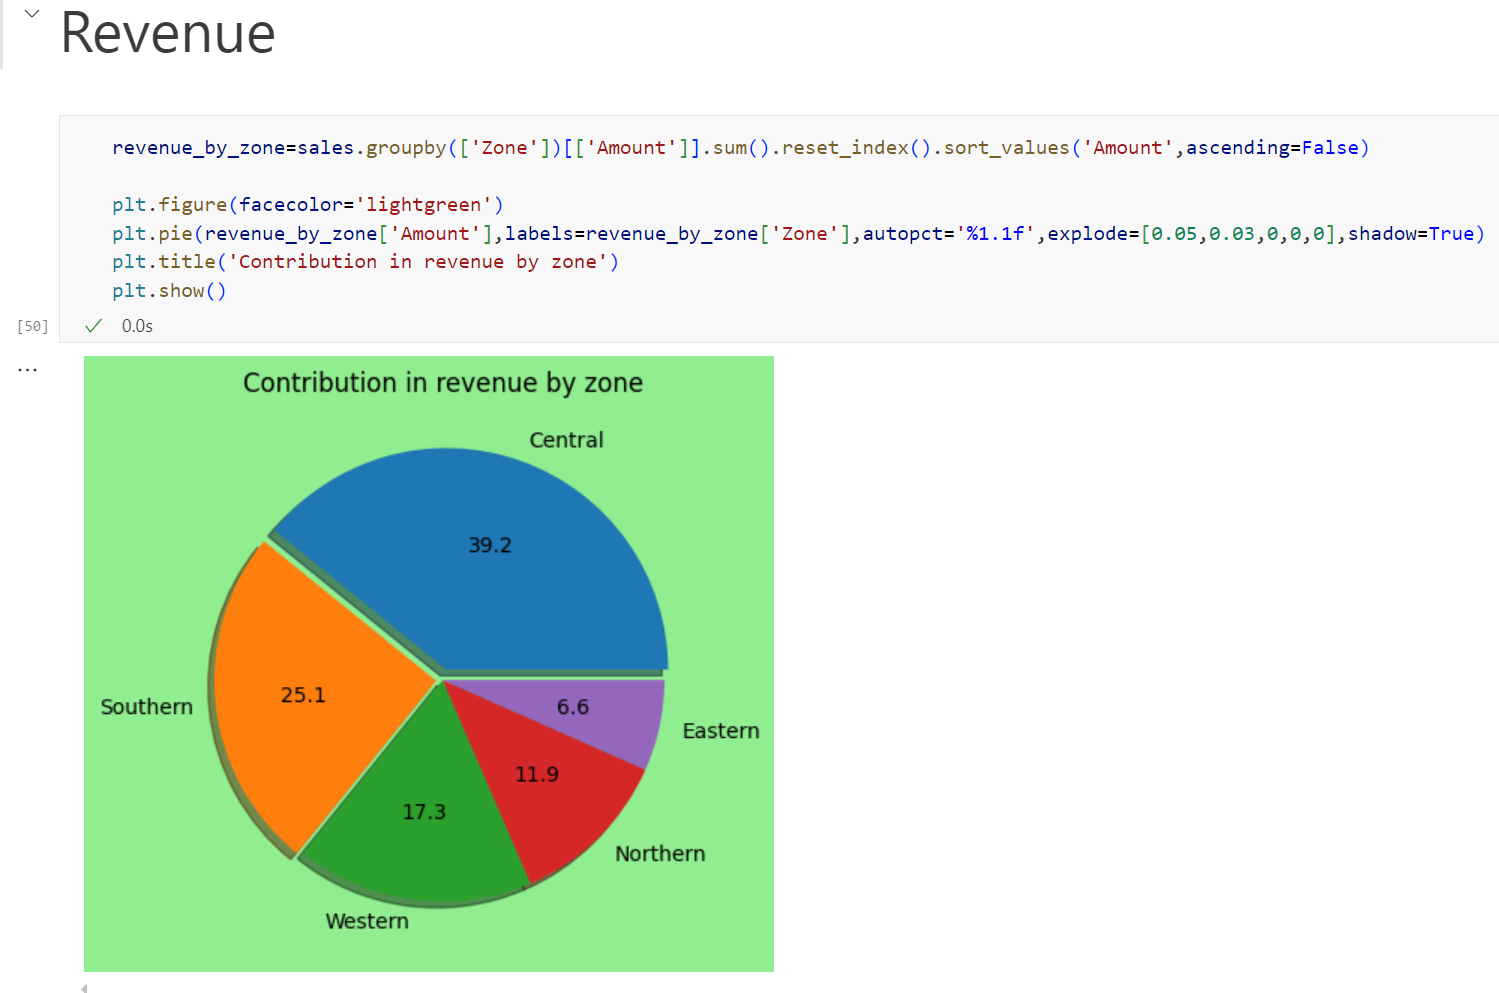 Revenue
revenue_by_zone=sales.groupby(['Zone'])[['Amount']].sum().reset_index().sort_values('Amount',ascending=False)
plt.figure(facecolor='lightgreen')
plt.pie(revenue_by_zone['Amount'],labels=revenue_by_zone['Zone'],autopct='%1.1f',explode=[0.05,0.03,0,0,0],shadow=True)
plt.title('Contribution in revenue by zone')
plt.show()
[50]
0.0s
...
Contribution in revenue by zone
Central
39.2
Southern
25.1
6.6
Eastern
11.9
17.3
Northern
Western